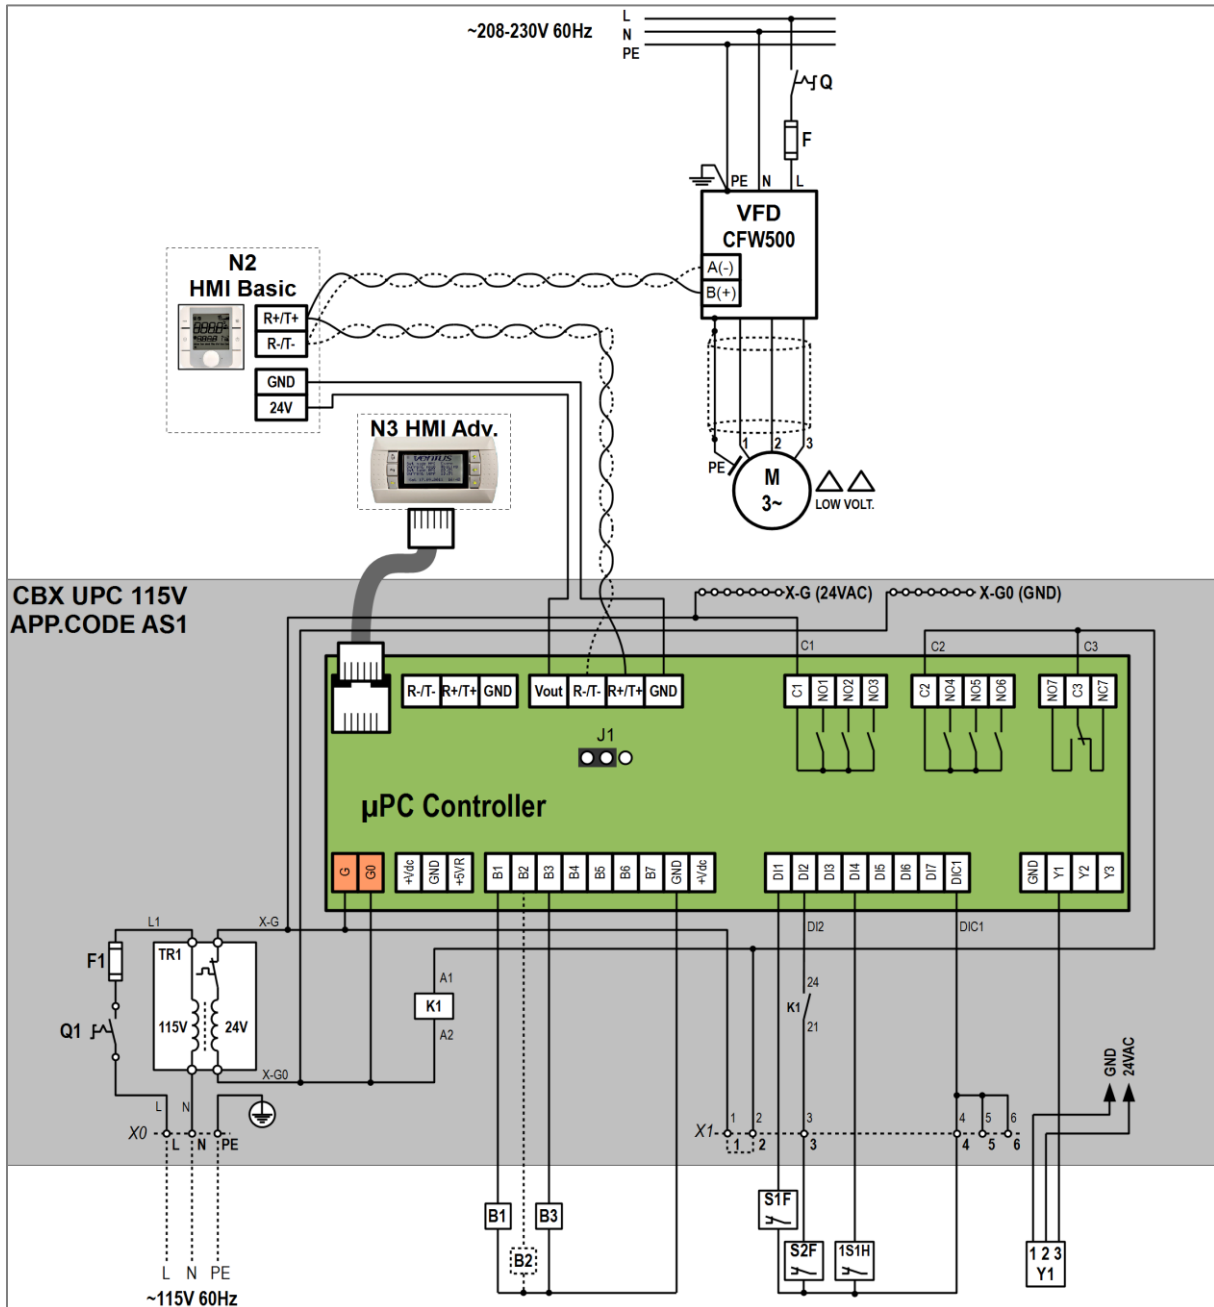 ~208-230V 60Hz
L
N
PE
Q
F
PE N L
VFD
CFW500
A(-)
B(+)
N2
HMI Basic
R+/T+
R-/T-
GND
24V
N3 HMI Adv.
ventus
1 2 3
PE
M
3~
LOW VOLT.
CBX UPC 115V
APP.CODE AS1
X-G (24VAC)
X-G0 (GND)
C1
C2
C3
R-/T- R+/T+ GND
Vout R-/T- R+/T+ GND
C1 NO1 NO2 NO3
C2 NO4 NO5 NO6
NO7 C3 NC7
J1
µPC Controller
G G0
+Vdc GND +5VR
B1 B2 B3 B4 B5 B6 B7 GND +Vdc
DI1 DI2 DI3 DI4 DI5 DI6 DI7 DIC1
GND Y1 Y2 Y3
L1
X-G
DI2
DIC1
F1
TR1
A1
K1
A2
24
K1
21
Q1
115V
24V
X-G0
GND
24VAC
L
N
X0
L N PE
1 2 3 4 5 6
X1
1 2 3 4 5 6
S1F
B1
B3
B2
S2F
1S1H
1 2 3
Y1
L N PE
~115V 60Hz